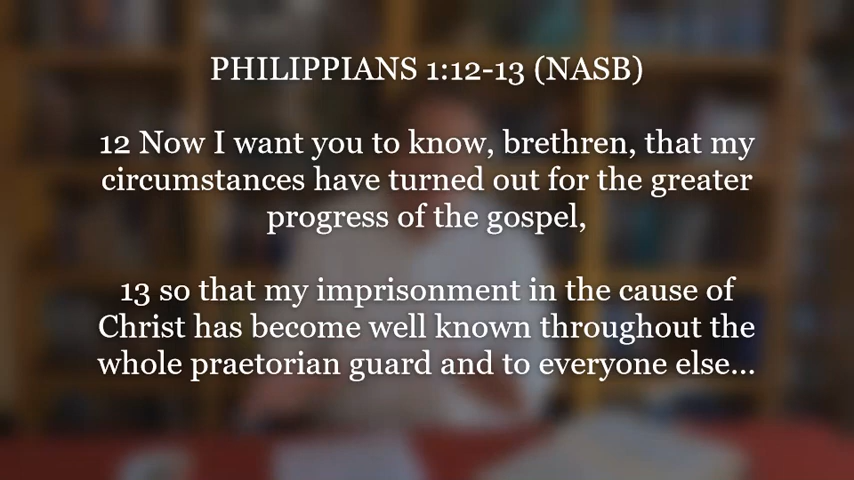 PHILIPPIANS 1:12-13 (NASB)
12 Now I want you to know, brethren, that my
circumstances have turned out for the greater
progress of the gospel,
13 so that my imprisonment in the cause of
Christ has become well known throughout the
whole praetorian guard and to everyone else...